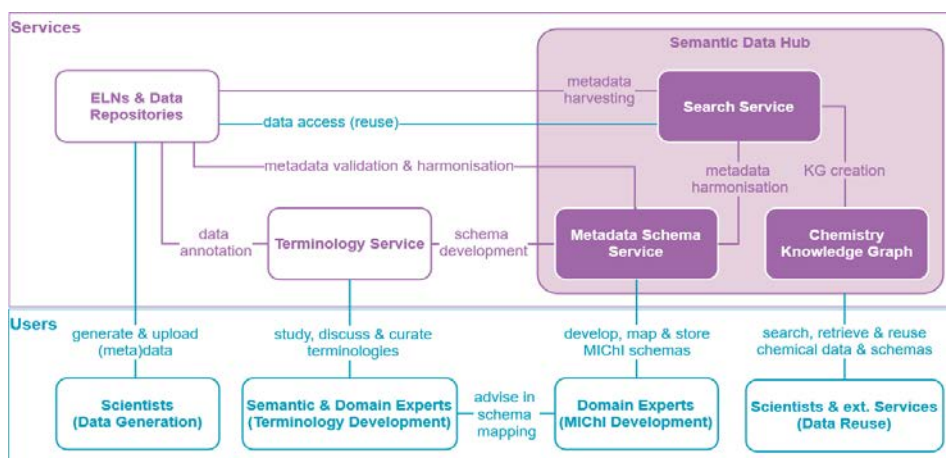 Services
Semantic Data Hub
ELNs & Data
Repositories
metadata
harvesting
Search Service
data access (reuse)
metadata validation & harmonisation
metadata
harmonisation
KG creation
data
annotation
Terminology Service
schema
development
Metadata Schema
Service
Chemistry
Knowledge Graph
Users
generate & upload
(meta)data
study, discuss & curate
terminologies
develop, map & store
MIChI schemas
search, retrieve & reuse
chemical data & schemas
Scientists
(Data Generation)
Semantic & Domain Experts
(Terminology Development)
advise in
schema
mapping
Domain Experts
(MIChI Development)
Scientists & ext. Services
(Data Reuse)